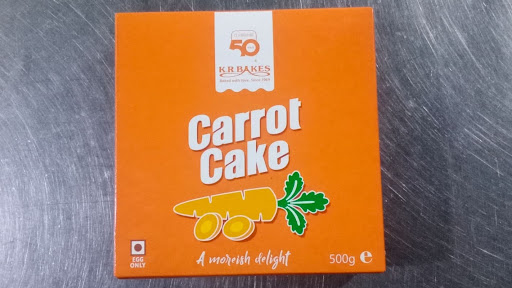 50
K.R.BAKES
Carrot
Cake
A moreish delight
EGG
ONLY
500g e